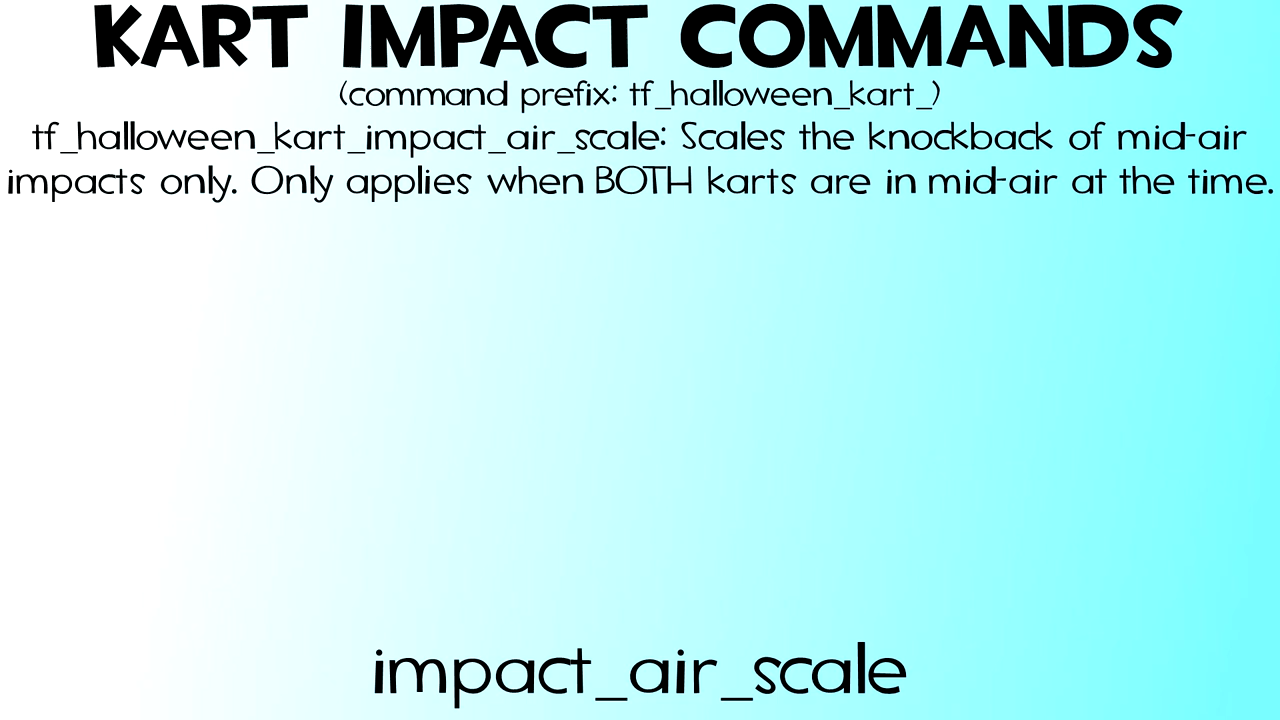 KART IMPACT COMMANDS
(command prefix: tf_halloween_kart_)
tf_halloween_kart_impact_air_scale: Scales the knockback of mid-air
impacts only. Only applies when BOTH karts are in mid-air at the time.
impact_air_scale